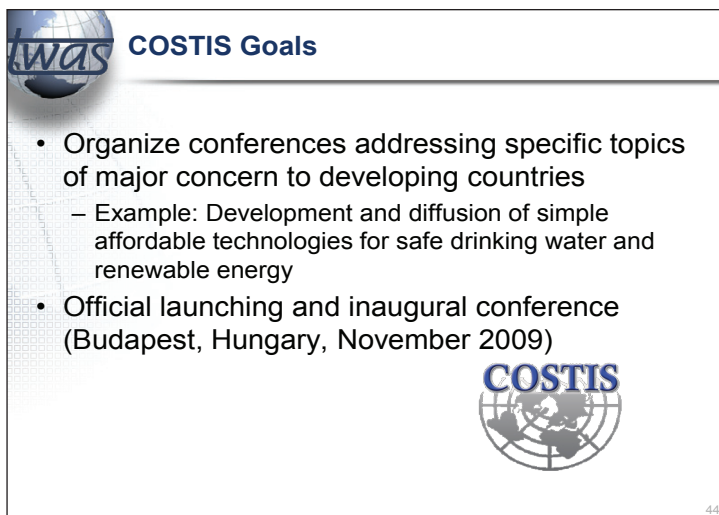 twas
COSTIS Goals
• Organize conferences addressing specific topics
of major concern to developing countries
– Example: Development and diffusion of simple
affordable technologies for safe drinking water and
renewable energy
• Official launching and inaugural conference
(Budapest, Hungary, November 2009)
COSTIS
44